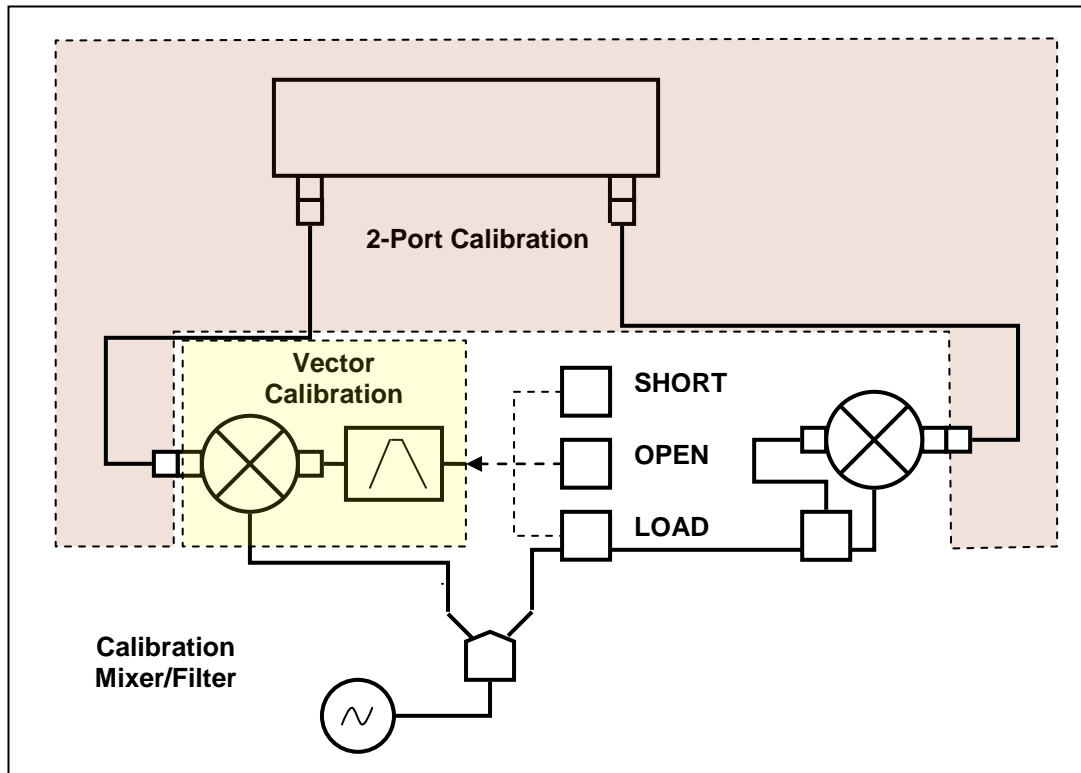 2-Port Calibration
Vector
Calibration
SHORT
OPEN
LOAD
Calibration
Mixer/Filter